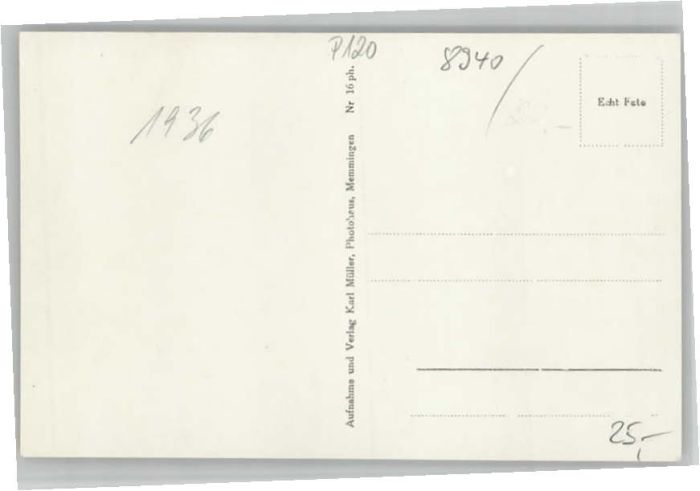 P120
8940/
1936
Echt Foto
Aufnahme und Verlag Karl Müller, Photohaus, Memmingen Nr 16 ph.
25,-